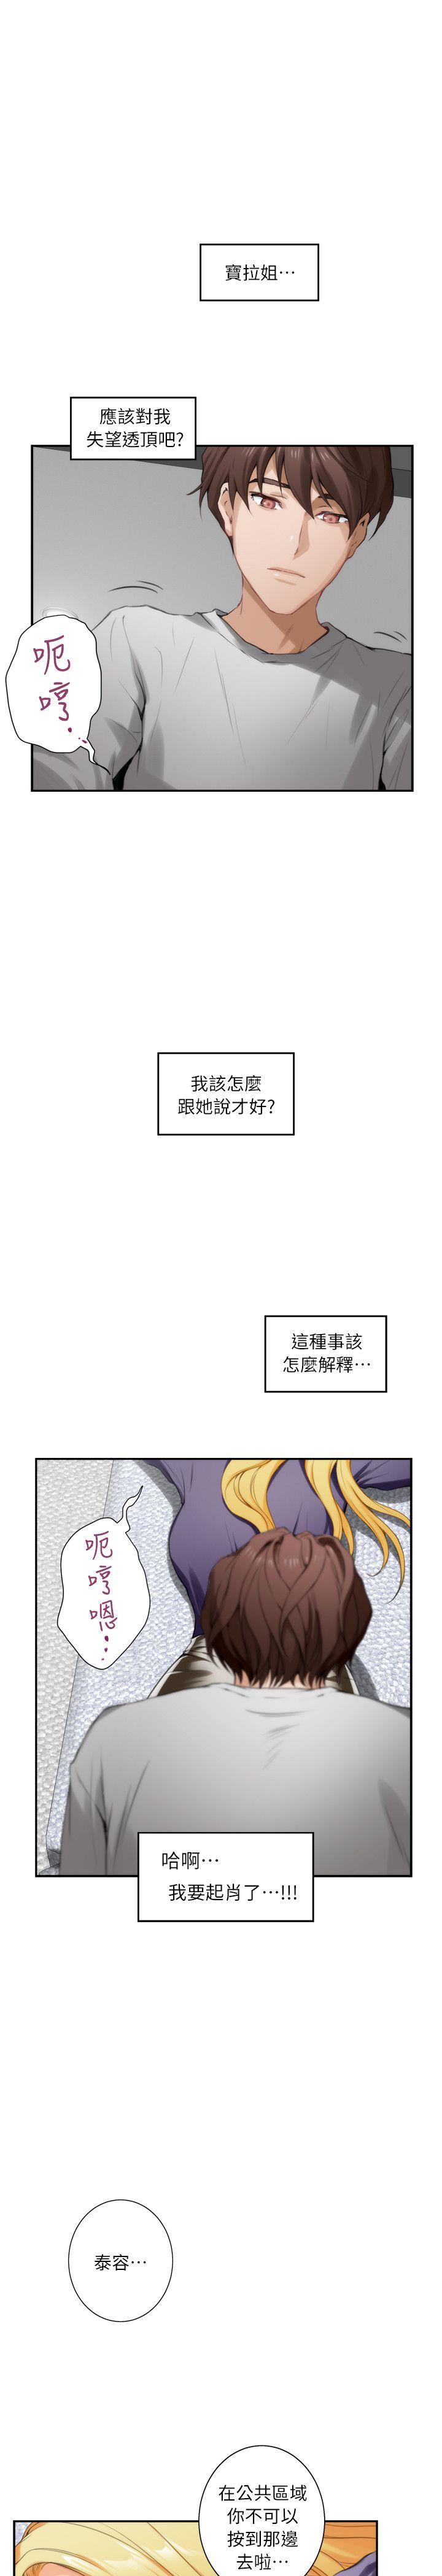 寶拉姐…
應該對我
失望透頂吧?
呃
哼.
我該怎麼
跟她說才好?
這種事該
怎麼解釋…
呃
哼
嗯…
哈啊…
我要起肖了…!!!
泰容…
在公共區域
你不可以
按到那邊
去啦…